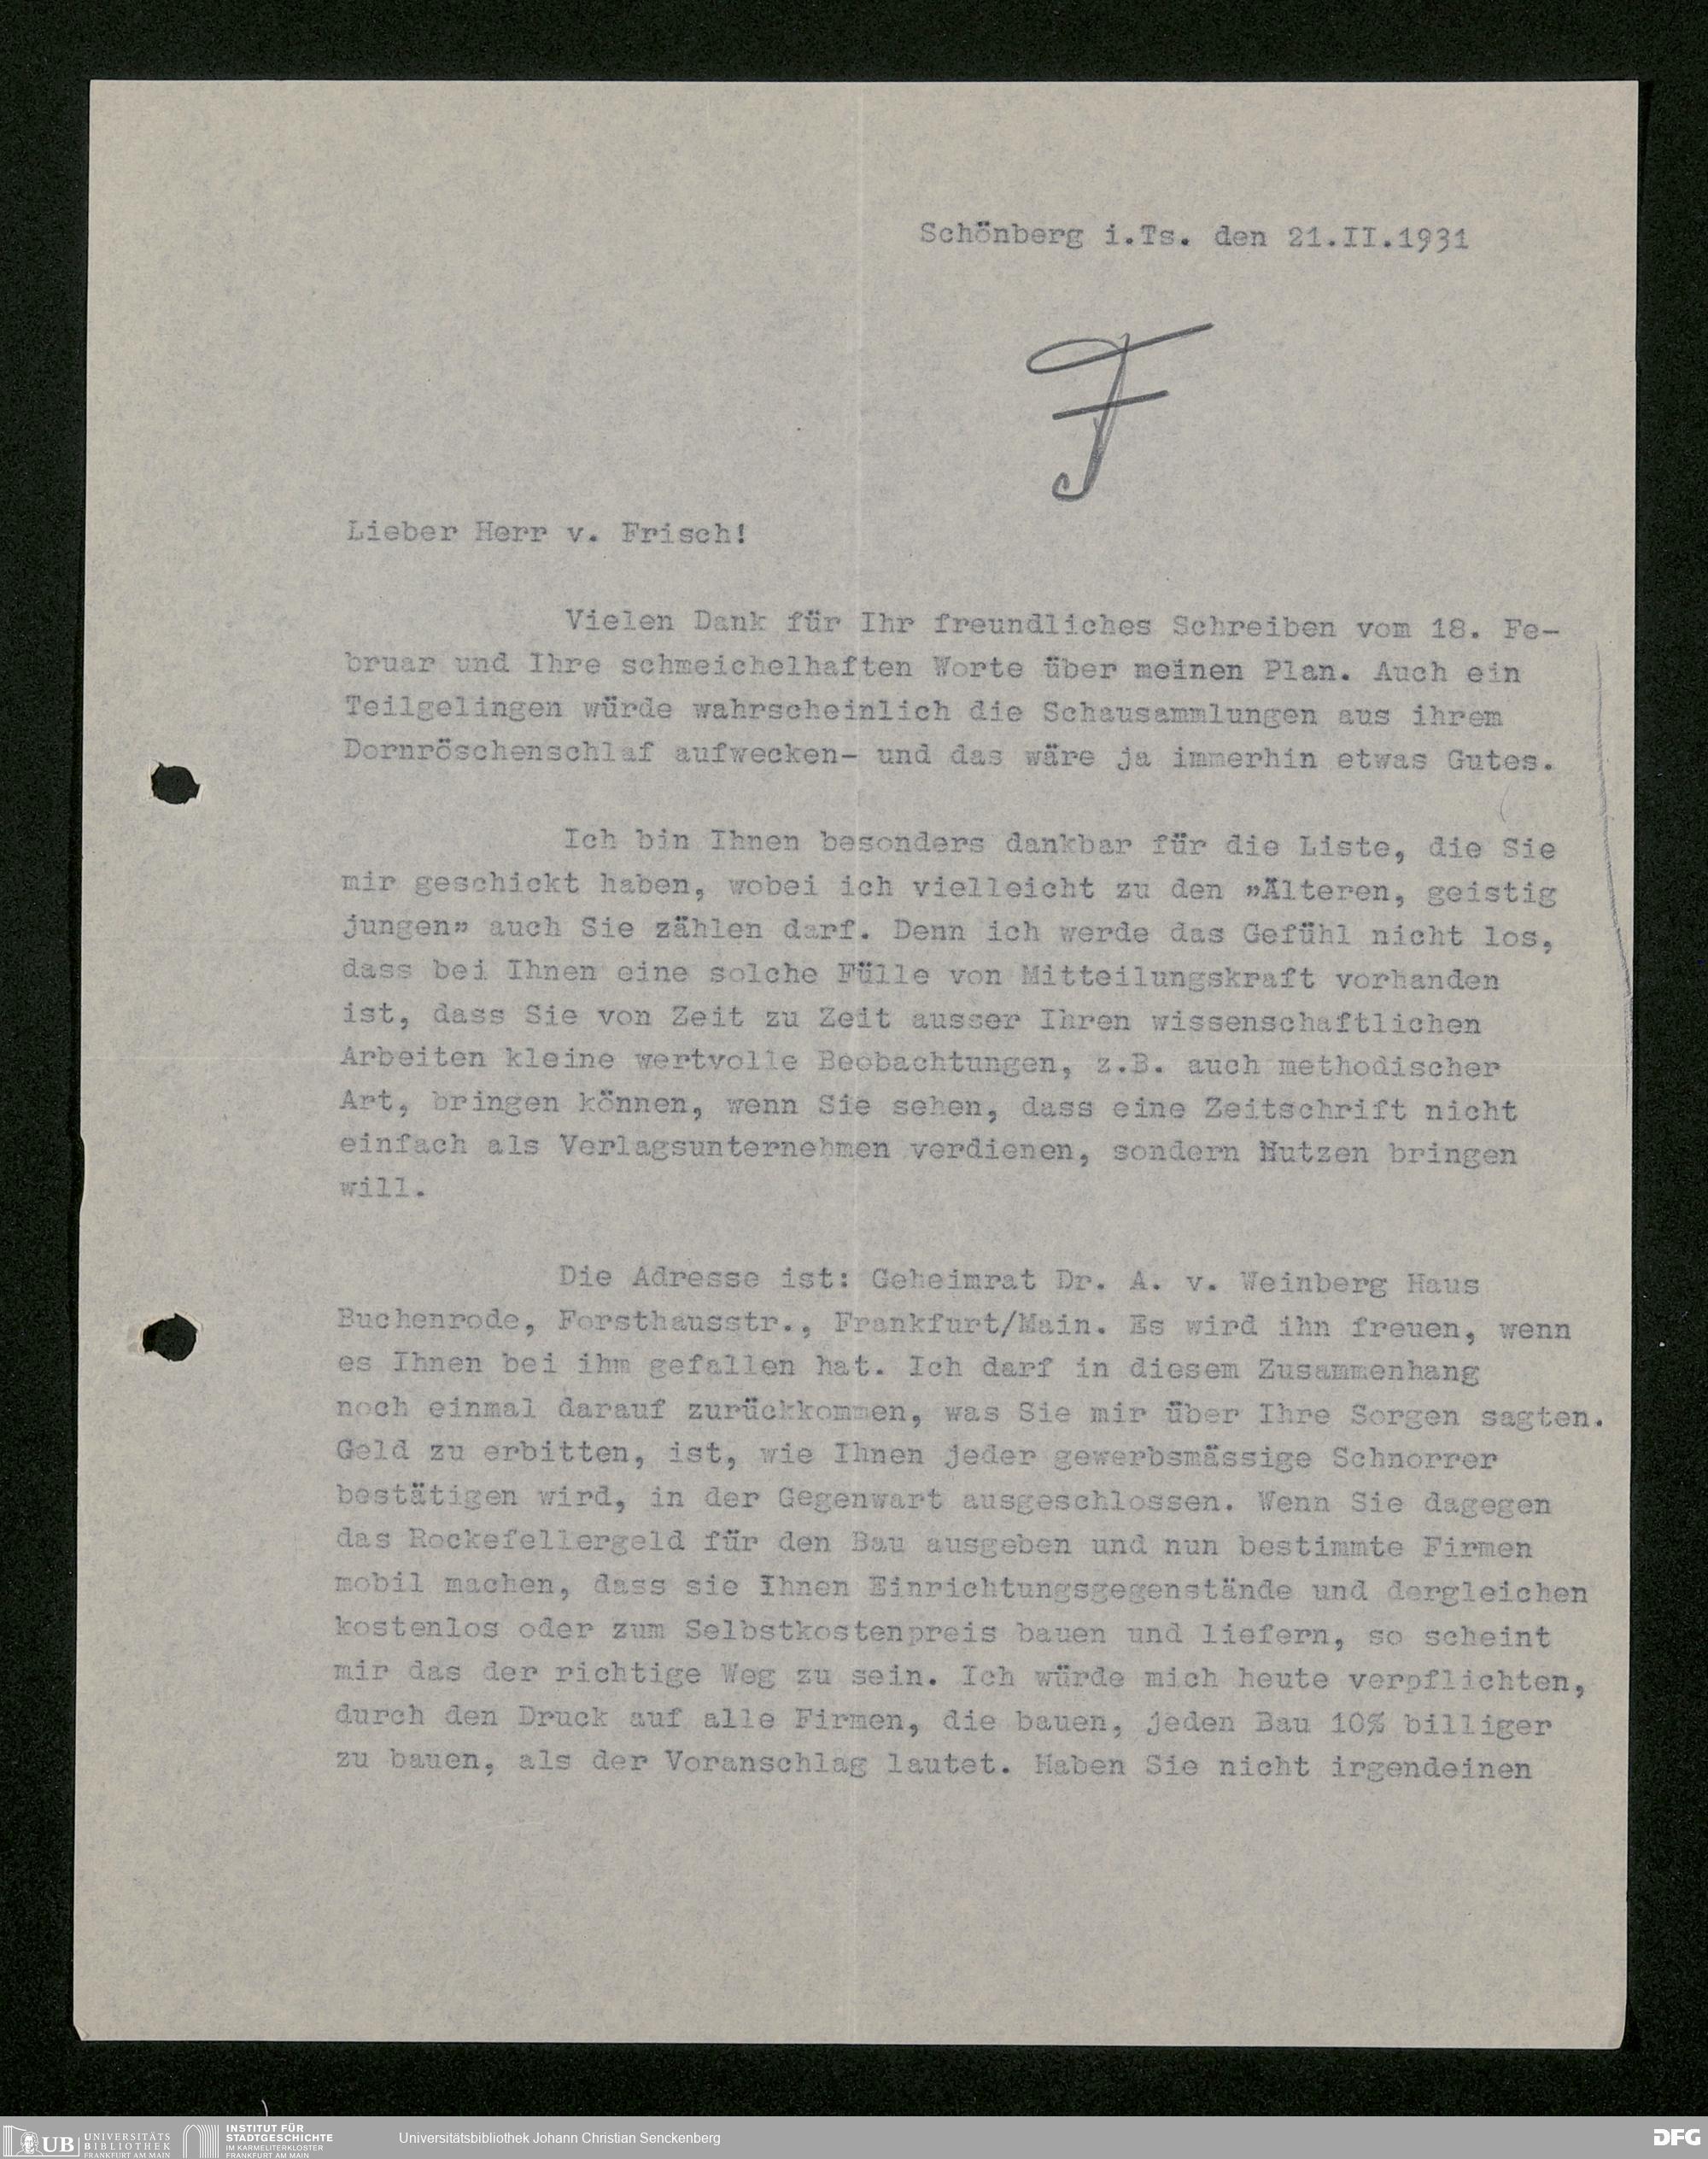 Schönberg i.Ts. den 21.II.1931
F
Lieber Herr v. Frisch!
Vielen Dank für Ihr freundliches Schreiben vom 18. Fe-
bruar und Ihre schmeichelhaften Worte über meinen Plan. Auch ein
Teilgelingen würde wahrscheinlich die Schausammlungen aus ihrem
Dornröschenschlaf aufwecken- und das wäre ja immerhin etwas Gutes.
Ich bin Ihnen besonders dankbar für die Liste, die Sie
mir geschickt haben, wobei ich vielleicht zu den »Älteren, geistig
jungen» auch Sie zählen darf. Denn ich werde das Gefühl nicht los,
dass bei Ihnen eine solche Fülle von Mitteilungskraft vorhanden
ist, dass Sie von Zeit zu Zeit ausser Ihren wissenschaftlichen
Arbeiten kleine wertvolle Beobachtungen, z.B. auch methodischer
Art, bringen können, wenn Sie sehen, dass eine Zeitschrift nicht
einfach als Verlagsunternehmen verdienen, sondern Nutzen bringen
will.
Die Adresse ist: Geheimrat Dr. A. v. Weinberg Haus
Buchenrode, Forsthausstr., Frankfurt/Main. Es wird ihn freuen, wenn
es Ihnen bei ihm gefallen hat. Ich darf in diesem Zusammenhang
noch einmal darauf zurückkommen, was Sie mir über Ihre Sorgen sagten.
Geld zu erbitten, ist, wie Ihnen jeder gewerbsmässige Schnorrer
bestätigen wird, in der Gegenwart ausgeschlossen. Wenn Sie dagegen
das Rockefellergeld für den Bau ausgeben und nun bestimmte Firmen
mobil machen, dass sie Ihnen Einrichtungsgegenstände und dergleichen
kostenlos oder zum Selbstkostenpreis bauen und liefern, so scheint
mir das der richtige Weg zu sein. Ich würde mich heute verpflichten,
durch den Druck auf alle Firmen, die bauen, jeden Bau 10% billiger
zu bauen, als der Voranschlag lautet. Haben Sie nicht irgendeinen
UB UNIVERSITÄTS BIBLIOTHEK FRANKFURT AM MAIN
INSTITUT FÜR STADTGESCHICHTE IM KARMELITERKLOSTER FRANKFURT AM MAIN
Universitätsbibliothek Johann Christian Senckenberg
DFG